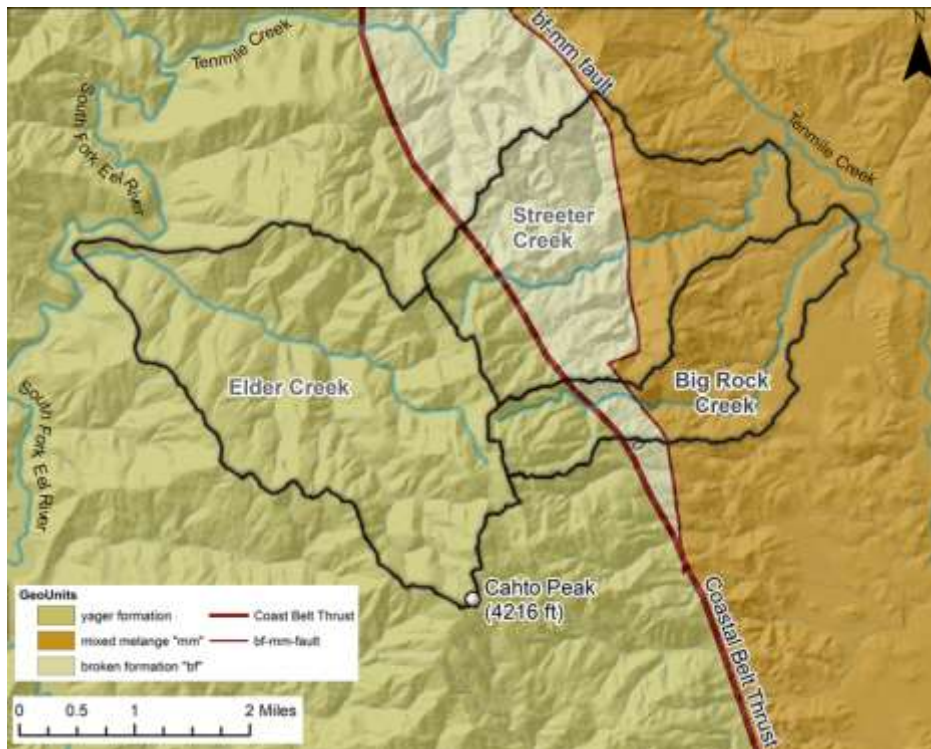 N
bf-mm fault
Tenmile Creek
South Fork Eel River
Tenmile Creek
Streeter
Creek
Elder Creek
Big Rock
Creek
South Fork Eel River
Cahto Peak
(4216 ft)
Coastal Belt Thrust
GeoUnits
yager formation
Coast Belt Thrust
mixed melange "mm"
bf-mm-fault
broken formation "bf"
0 0.5 1 2 Miles